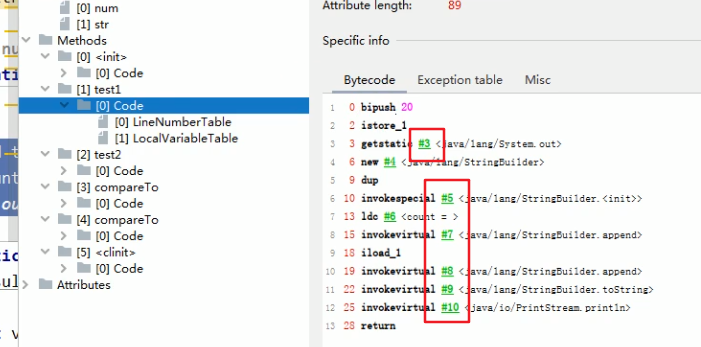 [0] num
[1] str
Methods
[0] <init>
[0] Code
[1] test1
[0] Code
[0] LineNumberTable
[1] LocalVariableTable
[2] test2
[0] Code
[3] compareTo
[0] Code
[4] compareTo
[0] Code
[5] <clinit>
[0] Code
Attributes
Attribute length: 89
Specific info
Bytecode Exception table Misc
1 0 bipush 20
2 2 istore_1
3 3 getstatic #3 <java/lang/System.out>
4 6 new #4 <java/lang/StringBuilder>
5 9 dup
6 10 invokespecial #5 <java/lang/StringBuilder.<init>>
7 13 ldc #6 <count = >
8 15 invokevirtual #7 <java/lang/StringBuilder.append>
9 18 iload_1
10 19 invokevirtual #8 <java/lang/StringBuilder.append>
11 22 invokevirtual #9 <java/lang/StringBuilder.toString>
12 25 invokevirtual #10 <java/io/PrintStream.println>
13 28 return